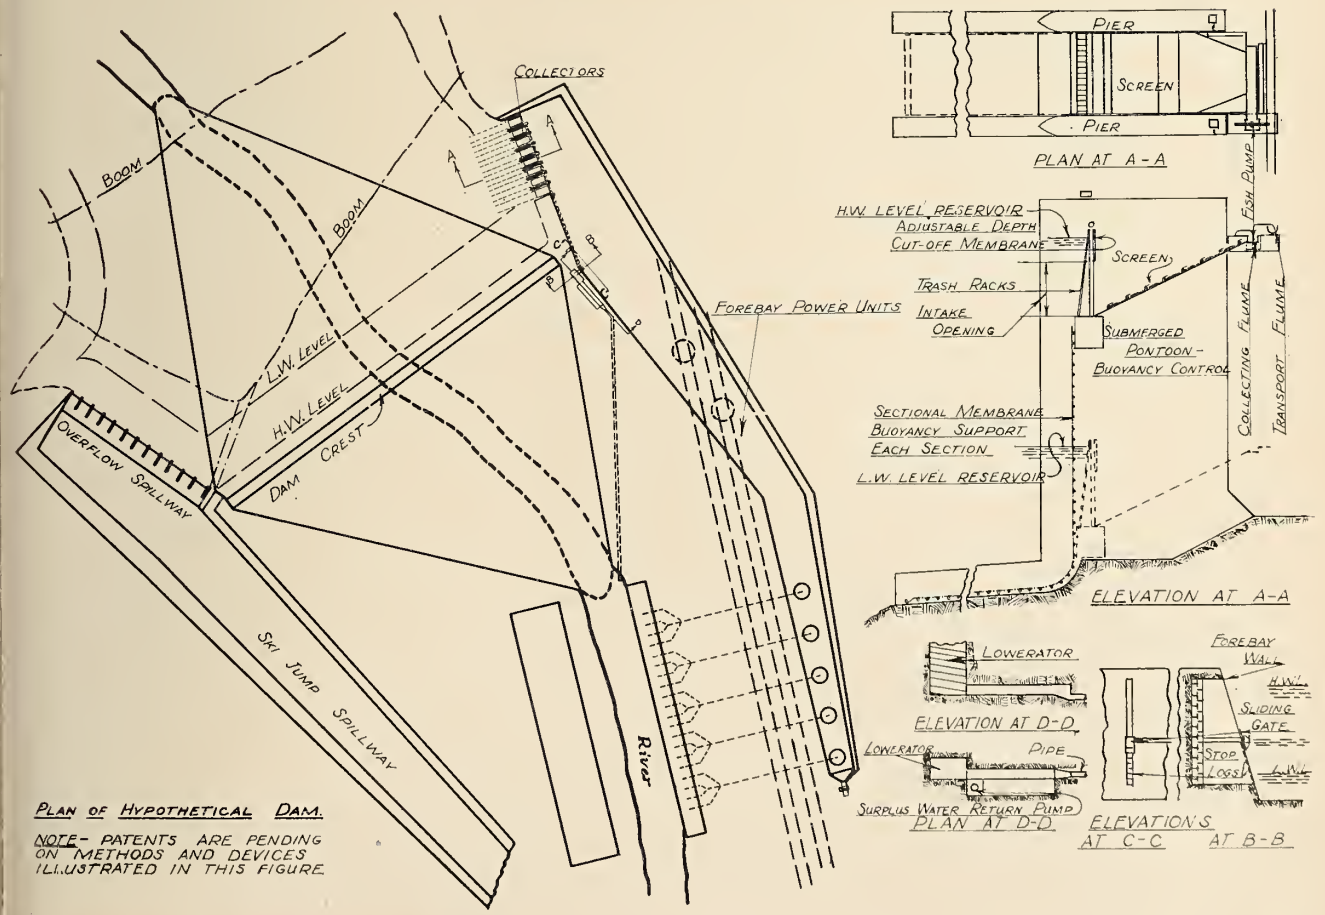 COLLECTORS
A
A
BOOM
BOOM
L.W. LEVEL
H.W. LEVEL
DAM CREST
C
B
B
C
D
FOREBAY POWER UNITS
OVERFLOW SPILLWAY
SKI JUMP SPILLWAY
River
PLAN OF HYPOTHETICAL DAM.
NOTE- PATENTS ARE PENDING
ON METHODS AND DEVICES
ILLUSTRATED IN THIS FIGURE
PIER
SCREEN
PIER
PLAN AT A-A
FISH PUMP
H.W. LEVEL RESERVOIR
ADJUSTABLE DEPTH
CUT-OFF MEMBRANE
SCREEN
TRASH RACKS
INTAKE
OPENING
SUBMERGED
PONTOON-
BUOYANCY CONTROL
COLLECTING FLUME
TRANSPORT FLUME
SECTIONAL MEMBRANE
BUOYANCY SUPPORT
EACH SECTION
L.W. LEVEL RESERVOIR
ELEVATION AT A-A
LOWERATOR
ELEVATION AT D-D
LOWERATOR
PIPE
SURPLUS WATER RETURN PUMP
PLAN AT D-D
FOREBAY
WALL
H.W.L.
SLIDING
GATE
STOP
LOGS
L.W.L.
ELEVATIONS
AT C-C AT B-B